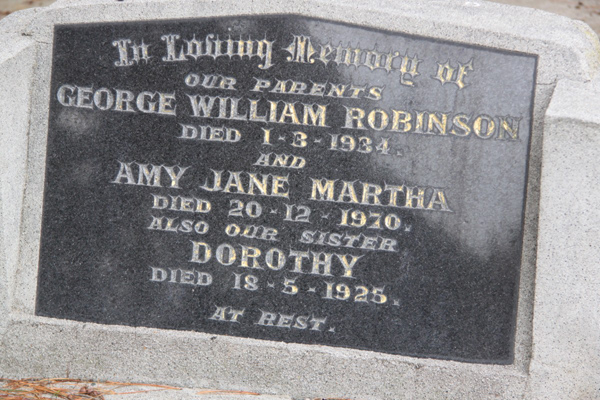 In Loving Memory of
OUR PARENTS
GEORGE WILLIAM ROBINSON
DIED 1-3-1934.
AND
AMY JANE MARTHA
DIED 20-12-1970.
ALSO OUR SISTER
DOROTHY
DIED 18-5-1925.
AT REST.